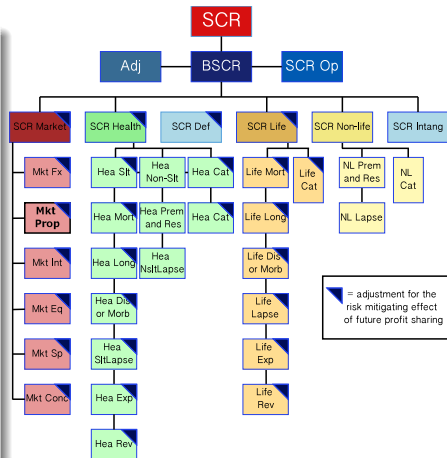 SCR
Adj
BSCR
SCR Op
SCR Market
SCR Health
SCR Def
SCR Life
SCR Non-life
SCR Intang
Mkt Fx
Hea Slt
Hea
Non-Slt
Hea Cat
Life Mort
Life
Cat
NL Prem
and Res
NL
Cat
Mkt
Prop
Hea Mort
Hea Prem
and Res
Hea Cat
Life Long
NL Lapse
Mkt Int
Hea Long
Hea
NsltLapse
Life Dis
or Morb
Mkt Eq
Hea Dis
or Morb
Life
Lapse
= adjustment for the
risk mitigating effect
of future profit sharing
Mkt Sp
Hea
SltLapse
Life
Exp
Mkt Conc
Hea Exp
Life
Rev
Hea Rev